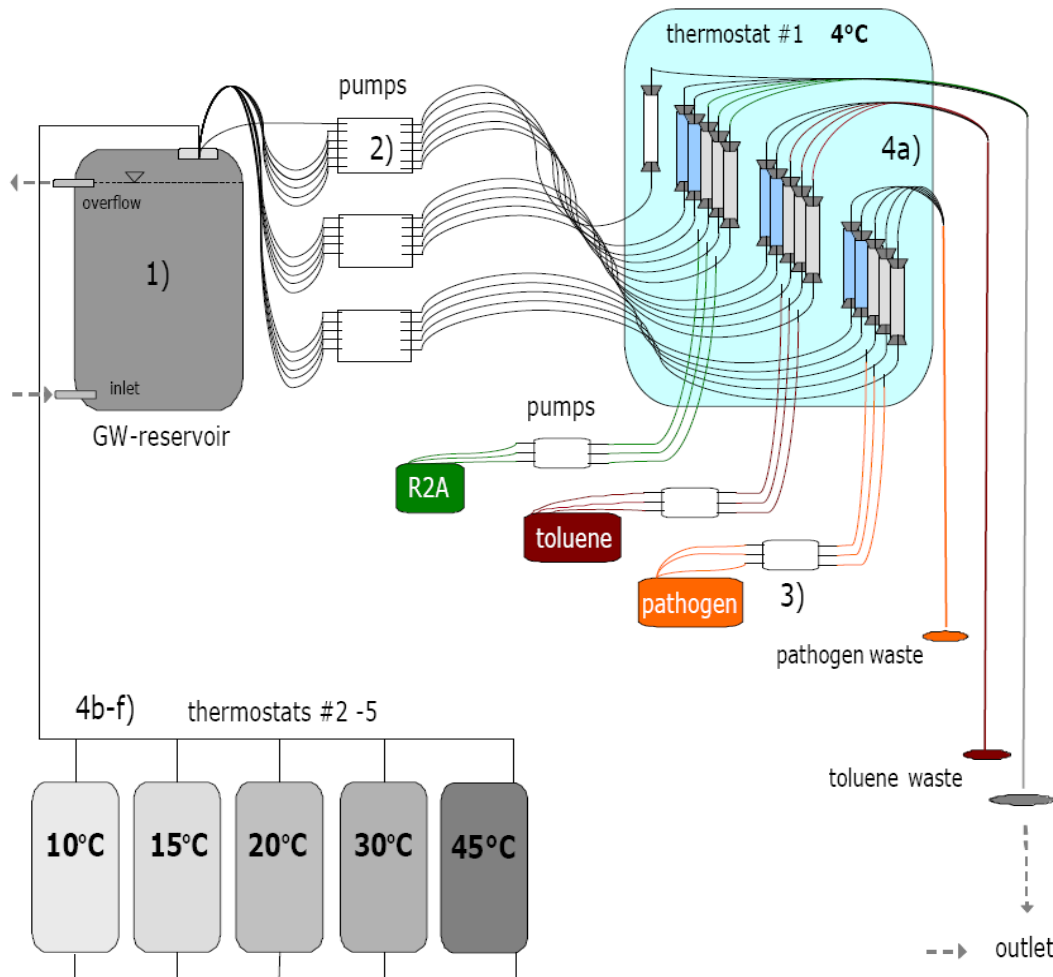 thermostat #1 4°C
pumps
2)
4a)
overflow
1)
inlet
GW-reservoir
pumps
R2A
toluene
pathogen
3)
pathogen waste
4b-f) thermostats #2 -5
toluene waste
10°C 15°C 20°C 30°C 45°C
outlet